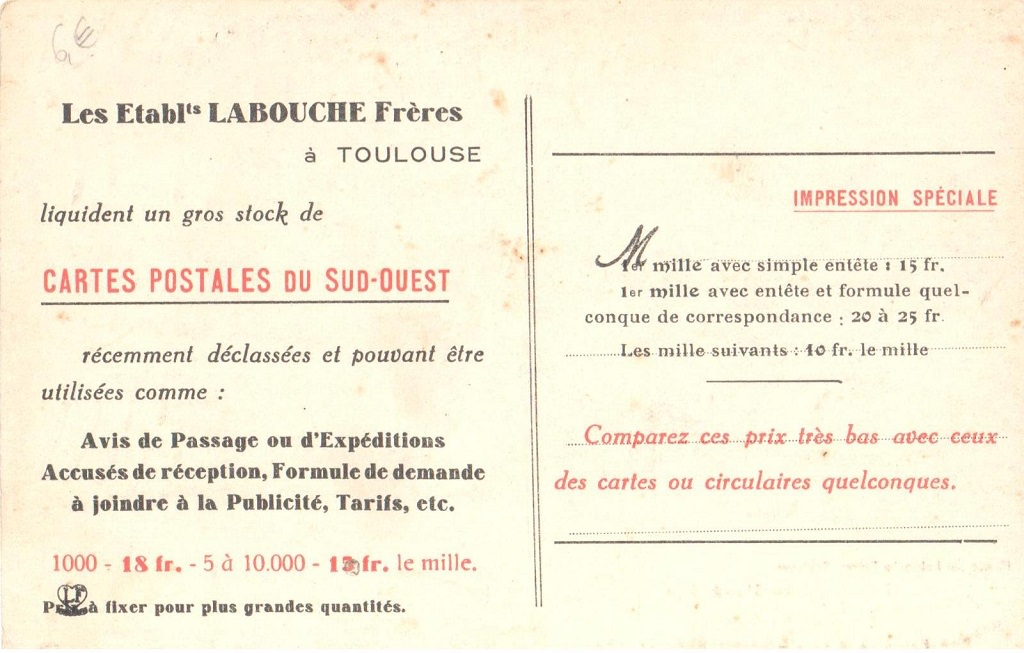 6 €
Les Etablts LABOUCHE Frères
à TOULOUSE
liquident un gros stock de
CARTES POSTALES DU SUD-OUEST
récemment déclassées et pouvant être
utilisées comme :
Avis de Passage ou d'Expéditions
Accusés de réception, Formule de demande
à joindre à la Publicité, Tarifs, etc.
1000 - 18 fr. - 5 à 10.000 - fr. le mille.
LF
Prix à fixer pour plus grandes quantités.
IMPRESSION SPÉCIALE
M
1er mille avec simple entête : 15 fr.
1er mille avec entête et formule quel-
conque de correspondance : 20 à 25 fr.
Les mille suivants : 10 fr. le mille
Comparez ces prix très bas avec ceux
des cartes ou circulaires quelconques.